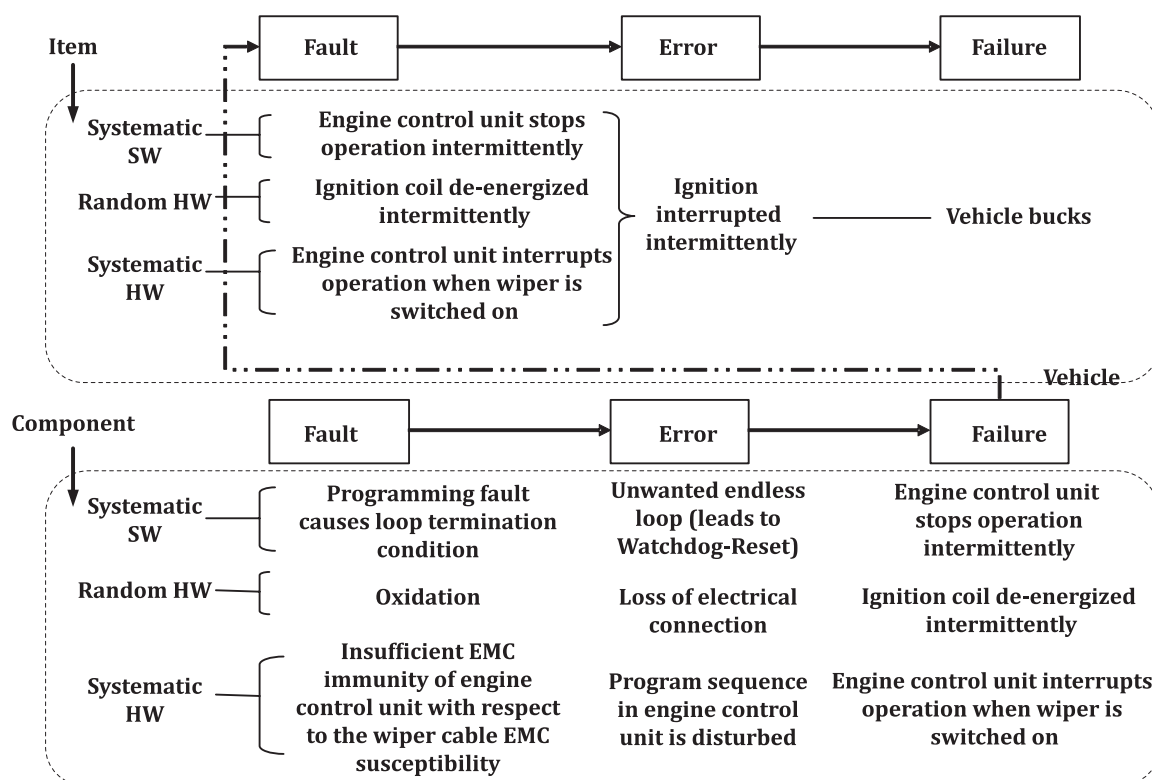 Item
Fault
Error
Failure
Systematic
SW
Engine control unit stops
operation intermittently
Random HW
Ignition coil de-energized
intermittently
Systematic
HW
Engine control unit interrupts
operation when wiper is
switched on
Ignition
interrupted
intermittently
Vehicle bucks
Vehicle
Component
Fault
Error
Failure
Systematic
SW
Programming fault
causes loop termination
condition
Unwanted endless
loop (leads to
Watchdog-Reset)
Engine control unit
stops operation
intermittently
Random HW
Oxidation
Loss of electrical
connection
Ignition coil de-energized
intermittently
Systematic
HW
Insufficient EMC
immunity of engine
control unit with respect
to the wiper cable EMC
susceptibility
Program sequence
in engine control
unit is disturbed
Engine control unit interrupts
operation when wiper is
switched on